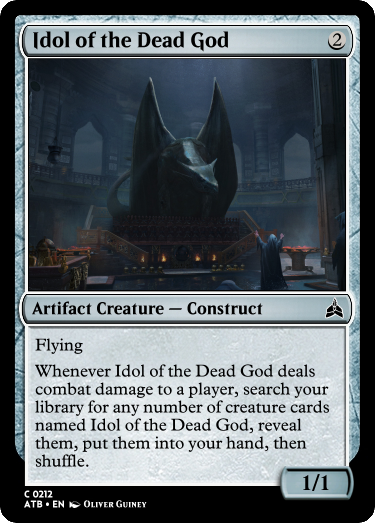 Idol of the Dead God 2
Artifact Creature — Construct
Flying
Whenever Idol of the Dead God deals
combat damage to a player, search your
library for any number of creature cards
named Idol of the Dead God, reveal
them, put them into your hand, then
shuffle.
1/1
C 0212
ATB • EN Oliver Guiney